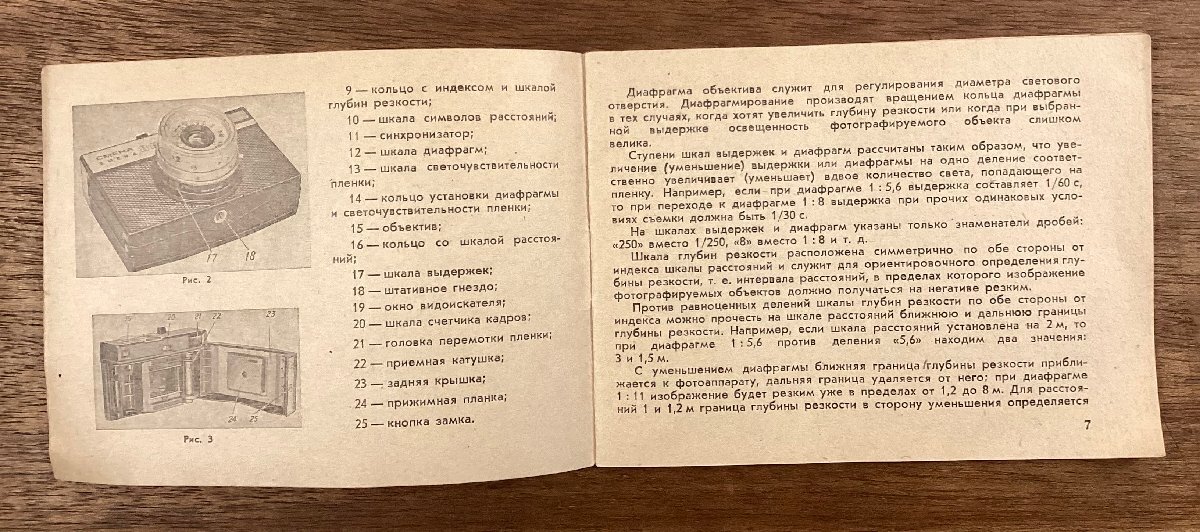 СМЕНА
17
18
Рис. 2
19
20
21
22
23
24
25
Рис. 3
9 — кольцо с индексом и шкалой
глубин резкости;
10 — шкала символов расстояний;
11 — синхронизатор;
12 — шкала диафрагм;
13 — шкала светочувствительности
пленки;
14 — кольцо установки диафрагмы
и светочувствительности пленки;
15 — объектив;
16 — кольцо со шкалой расстоя-
ний;
17 — шкала выдержек;
18 — штативное гнездо;
19 — окно видоискателя;
20 — шкала счетчика кадров;
21 — головка перемотки пленки;
22 — приемная катушка;
23 — задняя крышка;
24 — прижимная планка;
25 — кнопка замка.
Диафрагма объектива служит для регулирования диаметра светового
отверстия. Диафрагмирование производят вращением кольца диафрагмы
в тех случаях, когда хотят увеличить глубину резкости или когда при выбран-
ной выдержке освещенность фотографируемого объекта слишком
велика.
Ступени шкал выдержек и диафрагм рассчитаны таким образом, что уве-
личение (уменьшение) выдержки или диафрагмы на одно деление соответ-
ственно увеличивает (уменьшает) вдвое количество света, попадающего на
пленку. Например, если при диафрагме 1 : 5,6 выдержка составляет 1/60 с,
то при переходе к диафрагме 1 : 8 выдержка при прочих одинаковых усло-
виях съемки должна быть 1/30 с.
На шкалах выдержек и диафрагм указаны только знаменатели дробей:
«250» вместо 1/250, «8» вместо 1 : 8 и т. д.
Шкала глубин резкости расположена симметрично по обе стороны от
индекса шкалы расстояний и служит для ориентировочного определения глу-
бины резкости, т. е. интервала расстояний, в пределах которого изображение
фотографируемых объектов должно получаться на негативе резким.
Против равноценных делений шкалы глубин резкости по обе стороны от
индекса можно прочесть на шкале расстояний ближнюю и дальнюю границы
глубины резкости. Например, если шкала расстояний установлена на 2 м, то
при диафрагме 1 : 5,6 против деления «5,6» находим два значения:
3 и 1,5 м.
С уменьшением диафрагмы ближняя граница глубины резкости прибли-
жается к фотоаппарату, дальняя граница удаляется от него; при диафрагме
1 : 11 изображение будет резким уже в пределах от 1,2 до 8 м. Для расстоя-
ний 1 и 1,2 м граница глубины резкости в сторону уменьшения определяется
7